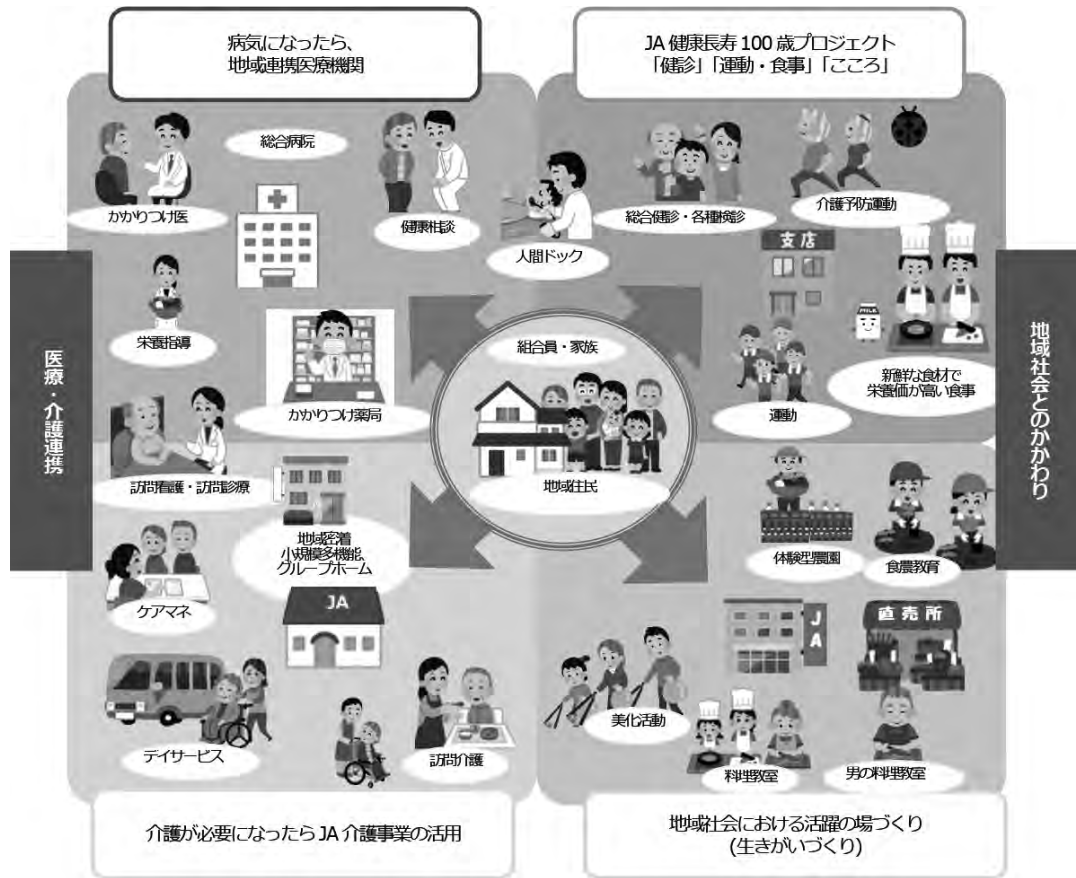 病気になったら、
地域連携医療機関
JA 健康長寿 100 歳プロジェクト
「健診」「運動・食事」「こころ」
総合病院
かかりつけ医
健康相談
人間ドック
総合健診・各種検診
介護予防運動
支店
MILK
栄養指導
かかりつけ薬局
組合員・家族
地域住民
運動
新鮮な食材で
栄養価が高い食事
医療・介護連携
地域社会とのかかわり
訪問看護・訪問診療
地域密着
小規模多機能、
グループホーム
ケアマネ
JA
デイサービス
訪問介護
体験型農園
食農教育
JA
直売所
美化活動
料理教室
男の料理教室
介護が必要になったら JA 介護事業の活用
地域社会における活躍の場づくり
(生きがいづくり)